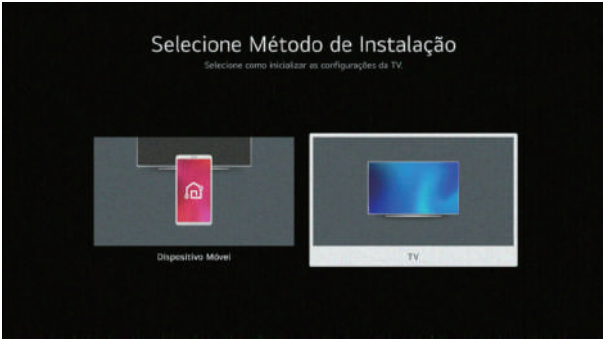 Selecione Método de Instalação
Selecione como inicializar as configurações da TV.
Dispositivo Móvel
TV